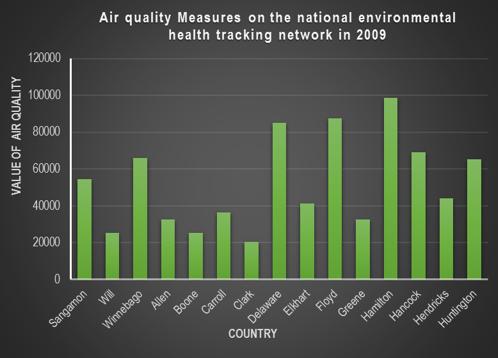 Air quality Measures on the national environmental
health tracking network in 2009
VALUE OF AIR QUALITY
120000
100000
80000
60000
40000
20000
0
Sangamon
Will
Winnebago
Allen
Boone
Carroll
Clark
Delaware
Elkhart
Floyd
Greene
Hamilton
Hancock
Hendricks
Huntington
COUNTRY